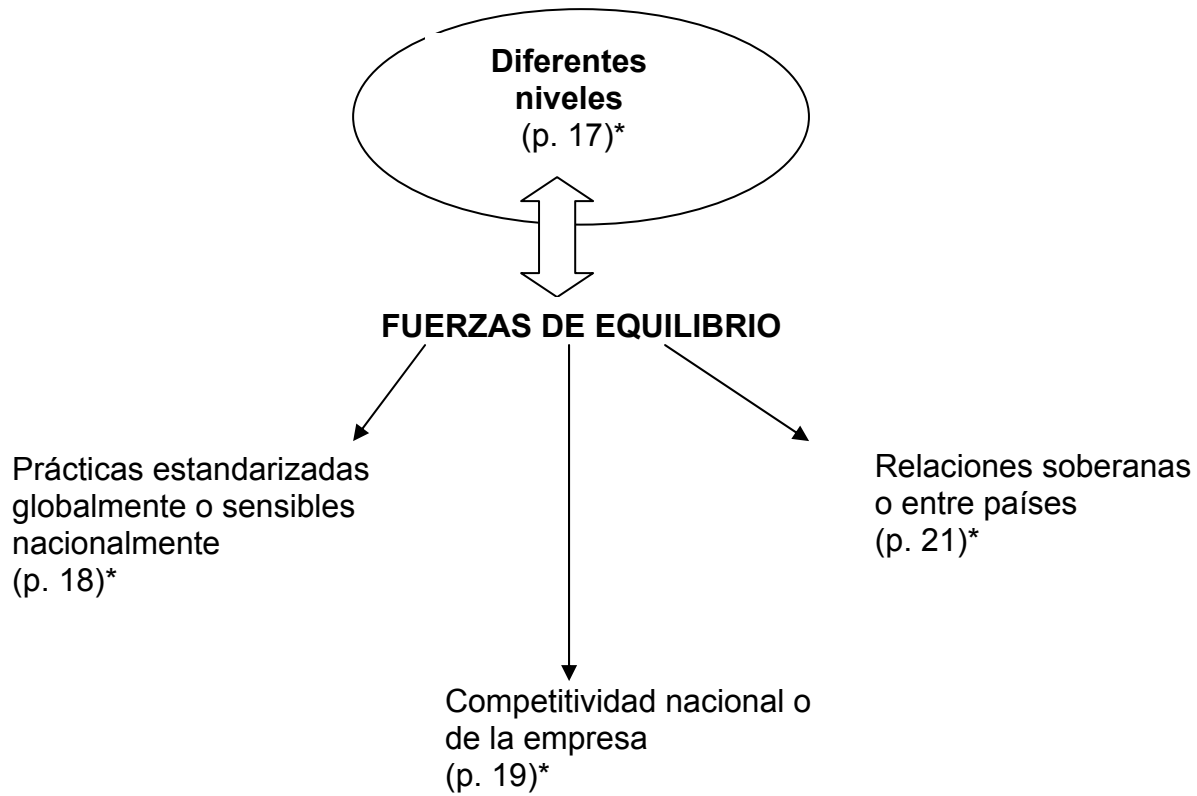 Diferentes
niveles
(p. 17)*
FUERZAS DE EQUILIBRIO
Prácticas estandarizadas
globalmente o sensibles
nacionalmente
(p. 18)*
Relaciones soberanas
o entre países
(p. 21)*
Competitividad nacional o
de la empresa
(p. 19)*